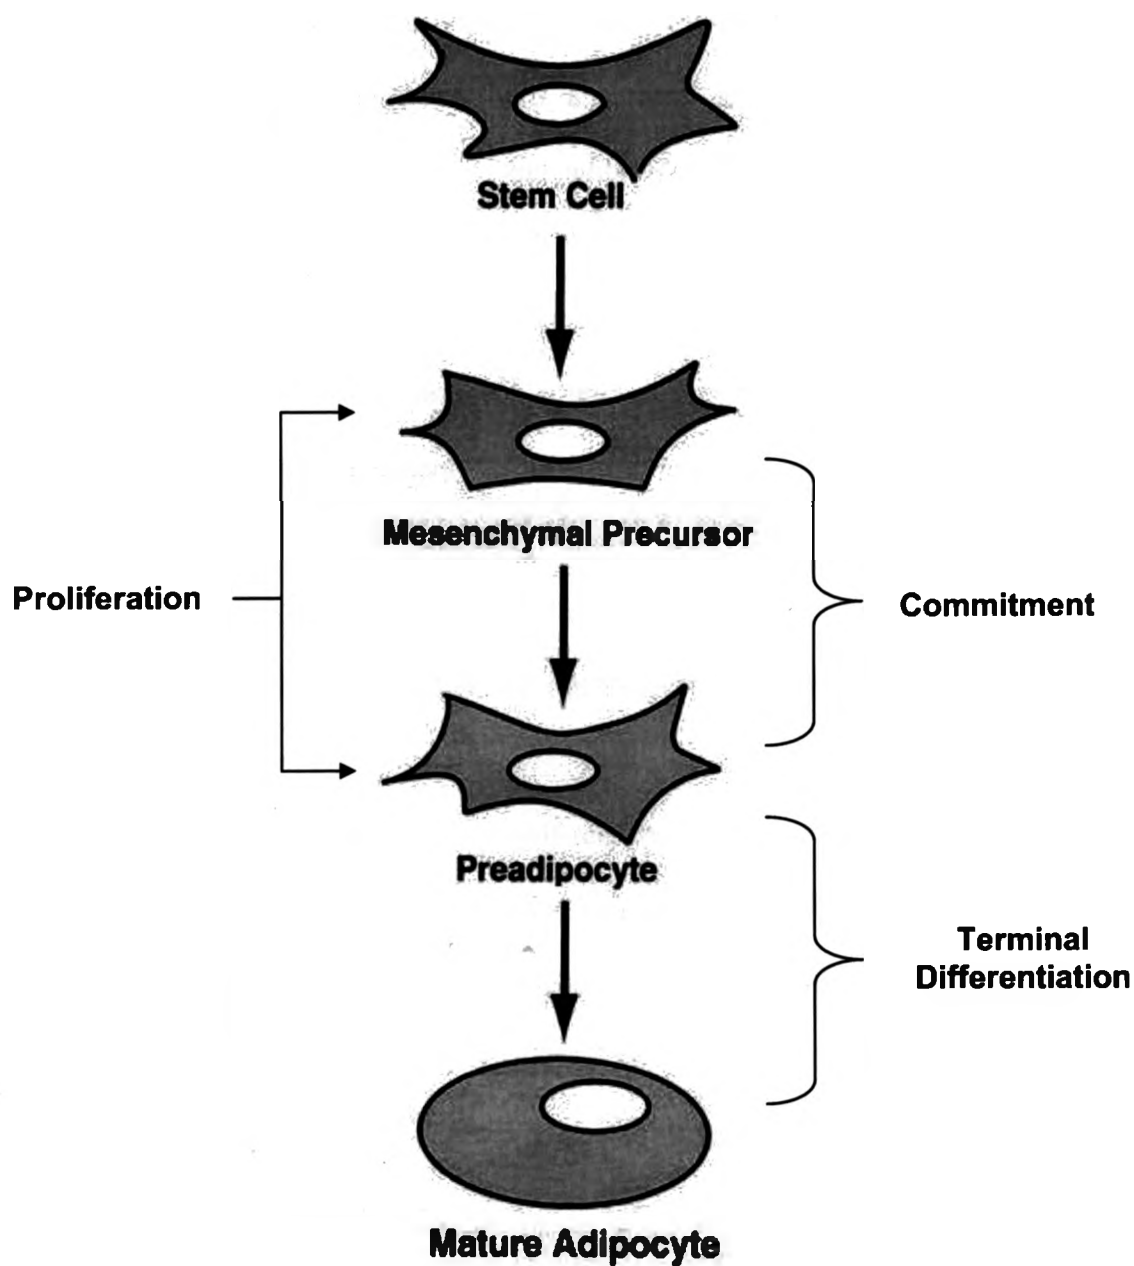 Stem Cell
Mesenchymal Precursor
Proliferation
Commitment
Preadipocyte
Terminal
Differentiation
Mature Adipocyte